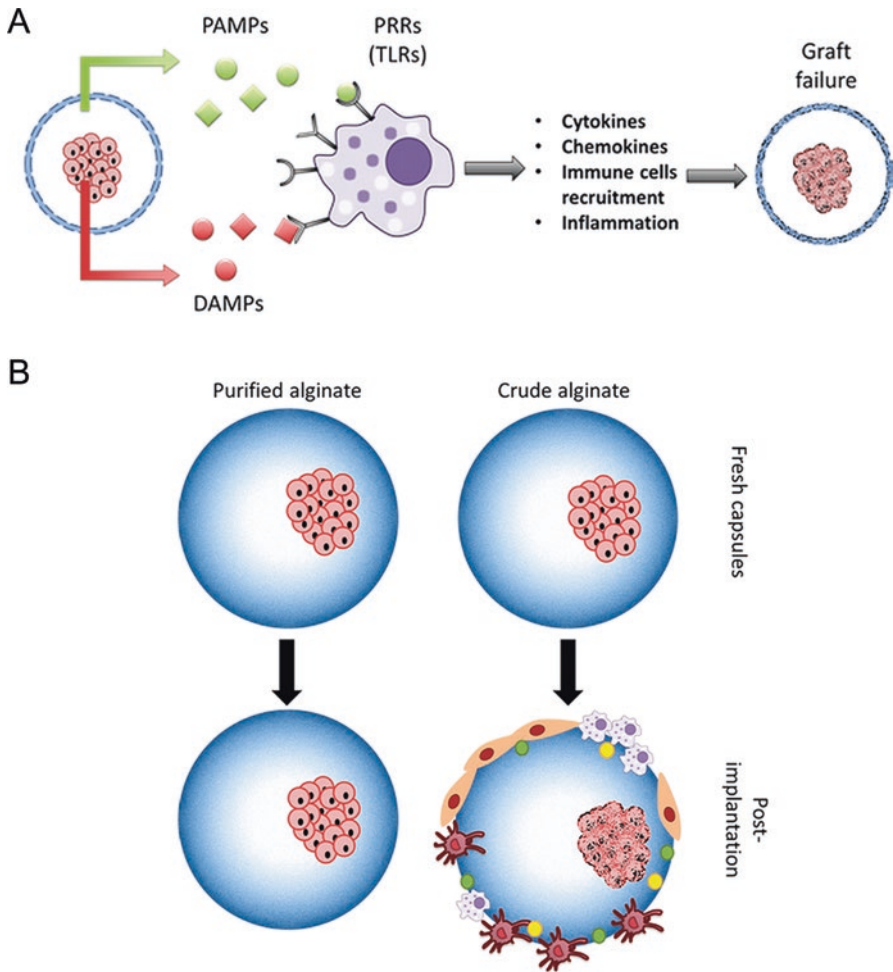 A
PAMPs
PRRs
(TLRs)
Graft
failure
• Cytokines
• Chemokines
• Immune cells
recruitment
• Inflammation
DAMPs
B
Purified alginate
Crude alginate
Fresh capsules
Post-
implantation